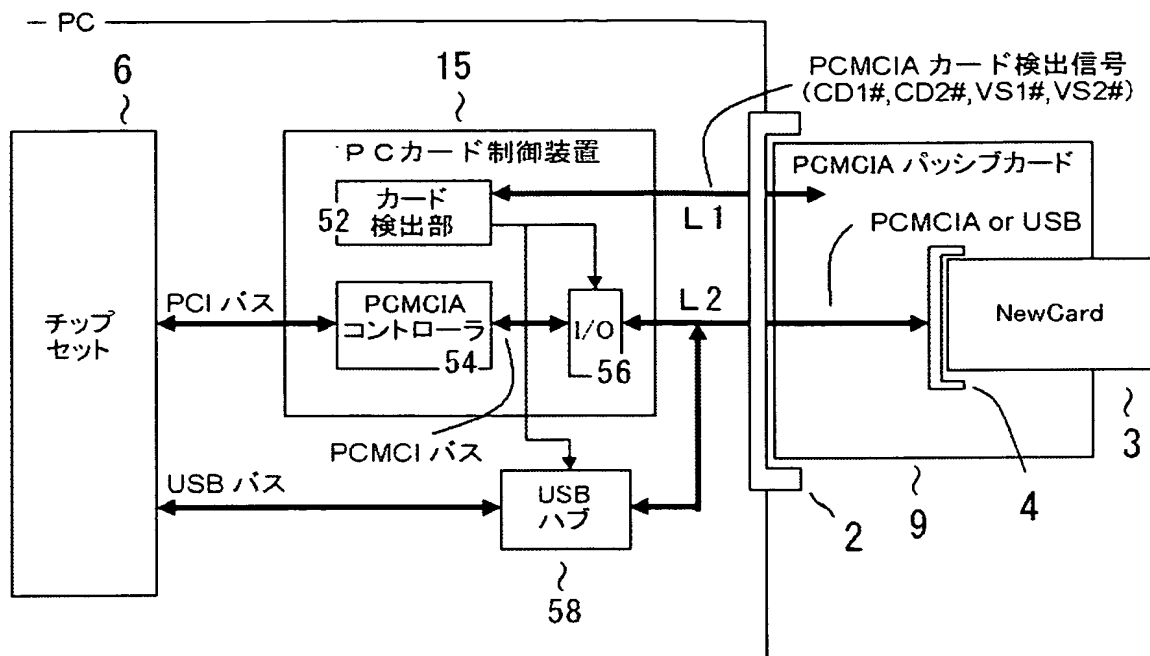 PC
6
15
PCMCIA カード検出信号
(CD1#,CD2#,VS1#,VS2#)
ＰＣカード制御装置
PCMCIA パッシブカード
カード
検出部
52
L1
PCMCIA or USB
PCI バス
チップ
セット
PCMCIA
コントローラ
54
I/O
56
L2
NewCard
PCMCI バス
USB バス
USB
ハブ
58
2
9
4
3